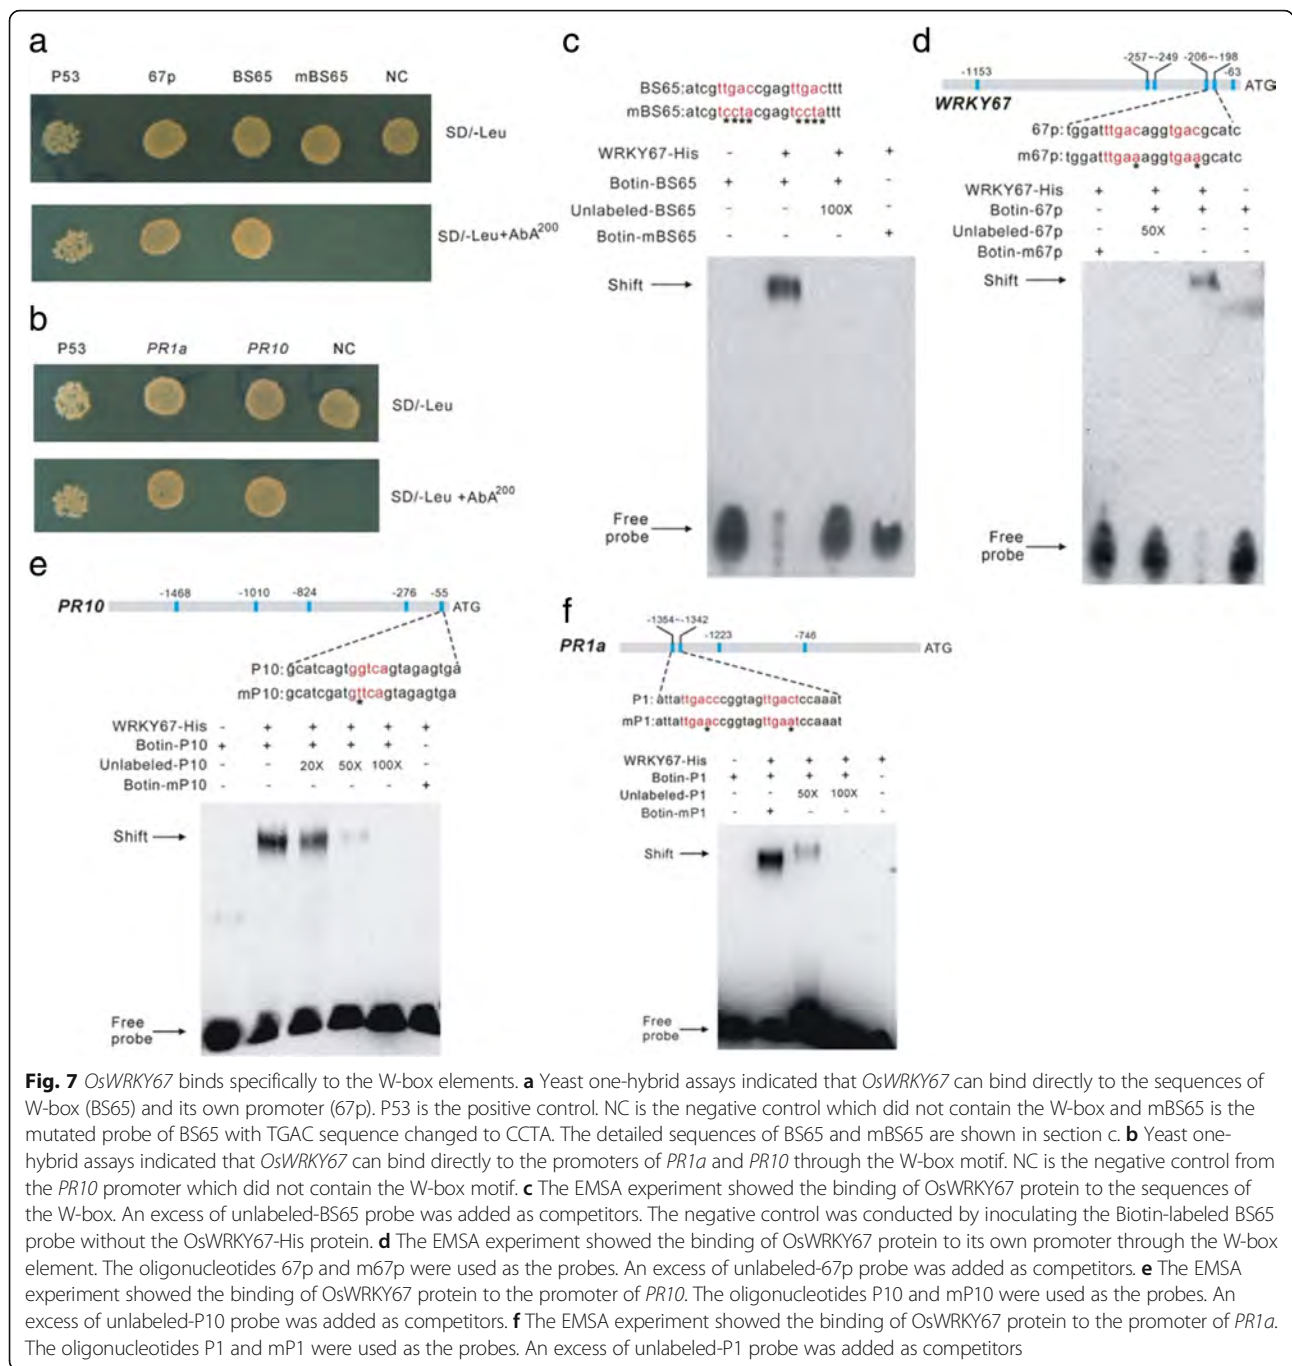 a
P53 67p BS65 mBS65 NC
SD/-Leu
SD/-Leu+AbA200
b
P53 PR1a PR10 NC
SD/-Leu
SD/-Leu +AbA200
c
BS65:atcgttgaccgagttgacttt
mBS65:atcgtcctacgagtcctattt
**** ****
WRKY67-His - + + +
Botin-BS65 + + + -
Unlabeled-BS65 - - 100X -
Botin-mBS65 - - - +
Shift
Free probe
d
-257 -249 -206 -198
-1153 -63
ATG
WRKY67
67p:tggatttgacaggtgacgcatc
m67p:tggatttgaaaggtgaagcatc
* *
WRKY67-His + + + -
Botin-67p - + + +
Unlabeled-67p - 50X - -
Botin-m67p + - - -
Shift
Free probe
e
-1468 -1010 -824 -276 -55
PR10 ATG
P10:gcatcagtggtcagtagagtga
mP10:gcatcgatgttcagtagagtga
*
WRKY67-His - + + + + +
Botin-P10 + + + + + -
Unlabeled-P10 - - 20X 50X 100X -
Botin-mP10 - - - - - +
Shift
Free probe
f
-1364 -1342
-1223 -746
PR1a ATG
P1:attattgacccggtagttgactccaaat
mP1:attattgaaccggtagttgaatccaaat
* *
WRKY67-His - + + + +
Botin-P1 + + + + -
Unlabeled-P1 - - 50X 100X -
Botin-mP1 - + - - -
Shift
Free probe
Fig. 7 OsWRKY67 binds specifically to the W-box elements. a Yeast one-hybrid assays indicated that OsWRKY67 can bind directly to the sequences of
W-box (BS65) and its own promoter (67p). P53 is the positive control. NC is the negative control which did not contain the W-box and mBS65 is the
mutated probe of BS65 with TGAC sequence changed to CCTA. The detailed sequences of BS65 and mBS65 are shown in section c. b Yeast one-
hybrid assays indicated that OsWRKY67 can bind directly to the promoters of PR1a and PR10 through the W-box motif. NC is the negative control from
the PR10 promoter which did not contain the W-box motif. c The EMSA experiment showed the binding of OsWRKY67 protein to the sequences of
the W-box. An excess of unlabeled-BS65 probe was added as competitors. The negative control was conducted by inoculating the Biotin-labeled BS65
probe without the OsWRKY67-His protein. d The EMSA experiment showed the binding of OsWRKY67 protein to its own promoter through the W-box
element. The oligonucleotides 67p and m67p were used as the probes. An excess of unlabeled-67p probe was added as competitors. e The EMSA
experiment showed the binding of OsWRKY67 protein to the promoter of PR10. The oligonucleotides P10 and mP10 were used as the probes. An
excess of unlabeled-P10 probe was added as competitors. f The EMSA experiment showed the binding of OsWRKY67 protein to the promoter of PR1a.
The oligonucleotides P1 and mP1 were used as the probes. An excess of unlabeled-P1 probe was added as competitors